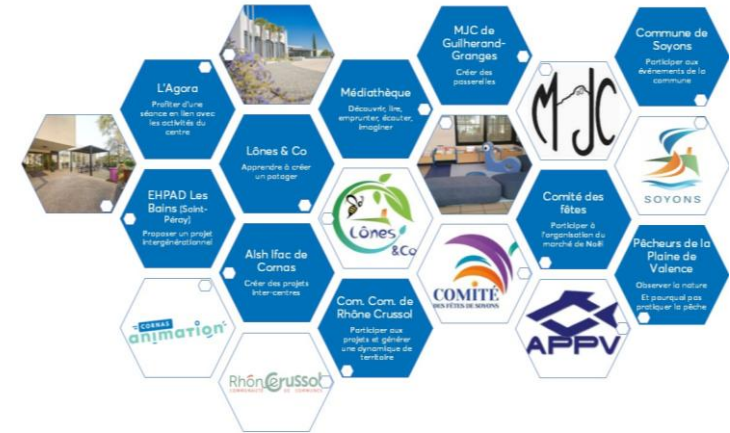 L'Agora
Profiter d'une
séance en lien avec
les activités du
centre
Médiathèque
Découvrir, lire,
emprunter, écouter,
imaginer
MJC de
Guilherand-
Granges
Créer des
passerelles
MJC
Commune de
Soyons
Participer aux
événements de la
commune
SOYONS
EHPAD Les
Bains (Saint-
Péray)
Proposer un projet
intergénérationnel
Lônes & Co
Apprendre à créer
un potager
Lônes
&Co
Comité des
fêtes
Participer à
l'organisation du
marché de Noël
Alsh Ifac de
Cornas
Créer des projets
inter-centres
COMITÉ
DES FÊTES DE SOYONS
Pêcheurs de la
Plaine de
Valence
Observer la nature
Et pourquoi pas
pratiquer la pêche
CORNAS
animation
Com. Com. de
Rhône Crussol
Participer aux
projets et générer
une dynamique de
territoire
APPV
Rhône Crussol
COMMUNAUTÉ DE COMMUNES